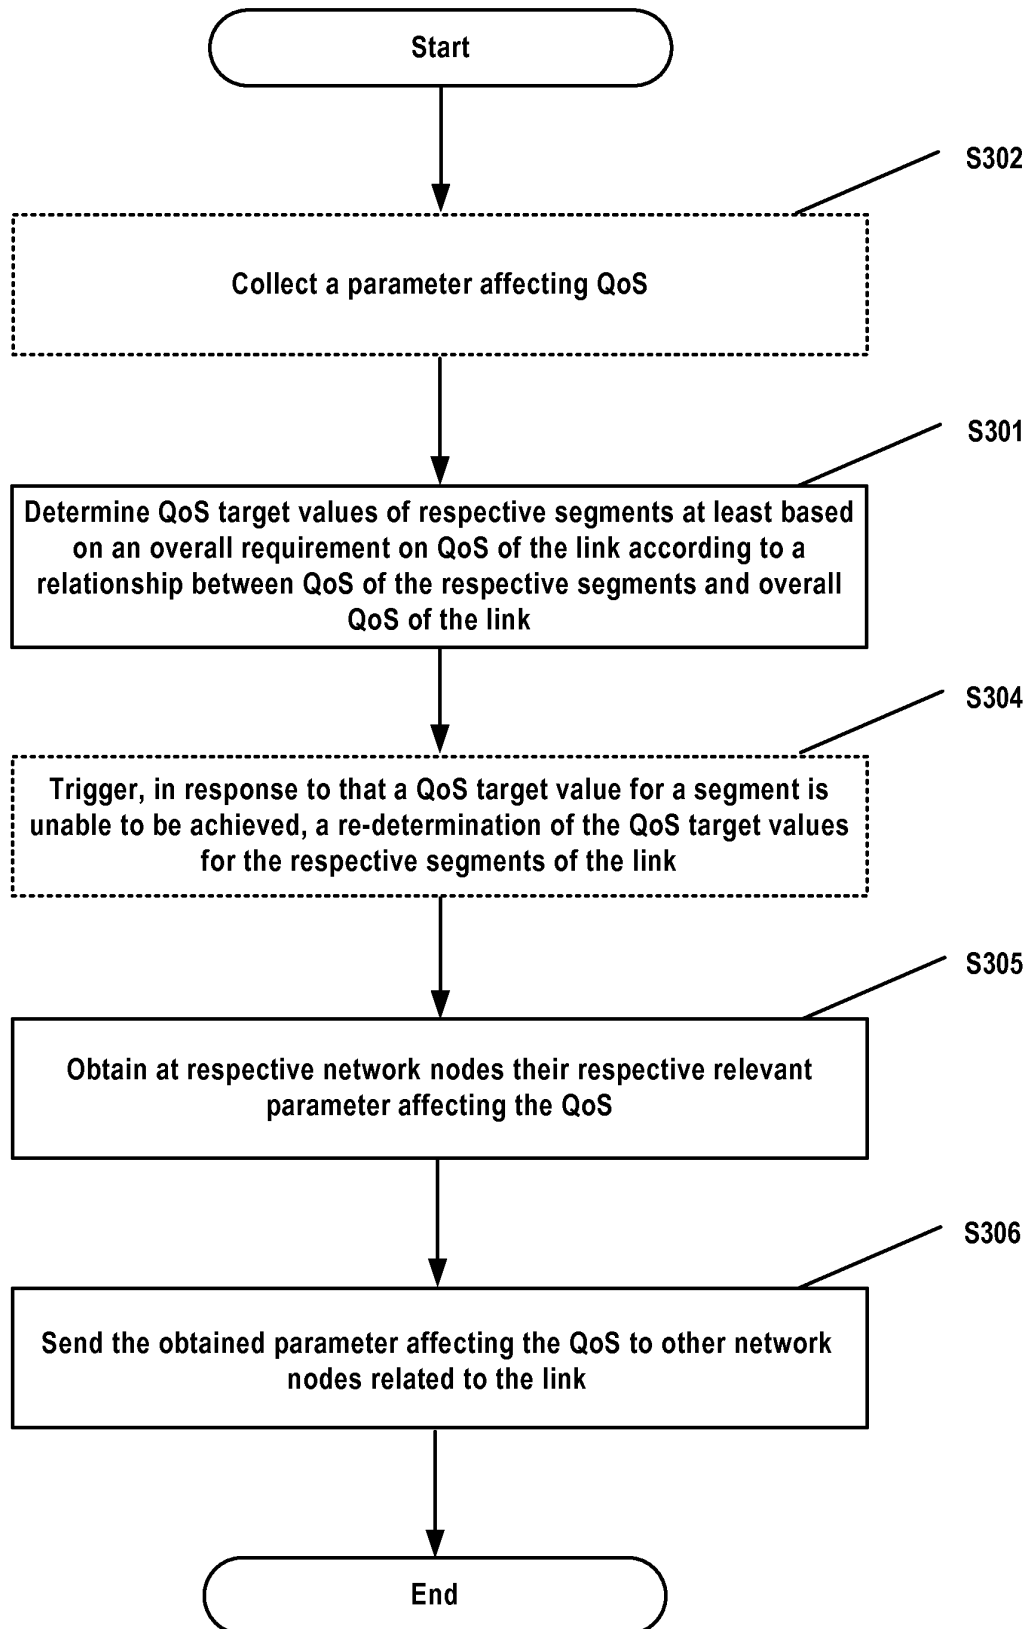 Start
S302
Collect a parameter affecting QoS
S301
Determine QoS target values of respective segments at least based
on an overall requirement on QoS of the link according to a
relationship between QoS of the respective segments and overall
QoS of the link
S304
Trigger, in response to that a QoS target value for a segment is
unable to be achieved, a re-determination of the QoS target values
for the respective segments of the link
S305
Obtain at respective network nodes their respective relevant
parameter affecting the QoS
S306
Send the obtained parameter affecting the QoS to other network
nodes related to the link
End